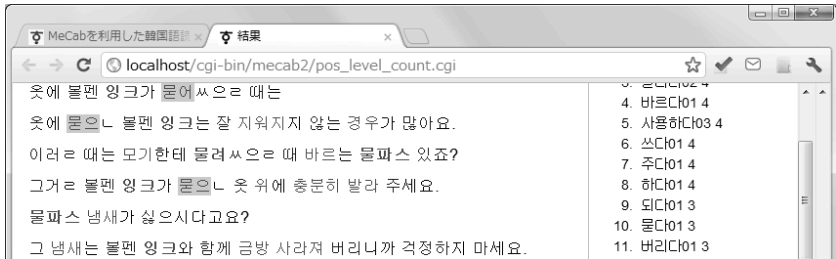 MeCabを利用した韓国語
結果
localhost/cgi-bin/mecab2/pos_level_count.cgi
옷에 볼펜 잉크가 묻어ㅆ으ㄹ 때는
옷에 묻으ㄴ 볼펜 잉크는 잘 지워지지 않는 경우가 많아요.
이러ㄹ 때는 모기한테 물려ㅆ으ㄹ 때 바르는 물파스 있죠?
그거ㄹ 볼펜 잉크가 묻으ㄴ 옷 위에 충분히 발라 주세요.
물파스 냄새가 싫으시다고요?
그 냄새는 볼펜 잉크와 함께 금방 사라져 버리니까 걱정하지 마세요.
4. 바르다01 4
5. 사용하다03 4
6. 쓰다01 4
7. 주다01 4
8. 하다01 4
9. 되다01 3
10. 묻다01 3
11. 버리다01 3